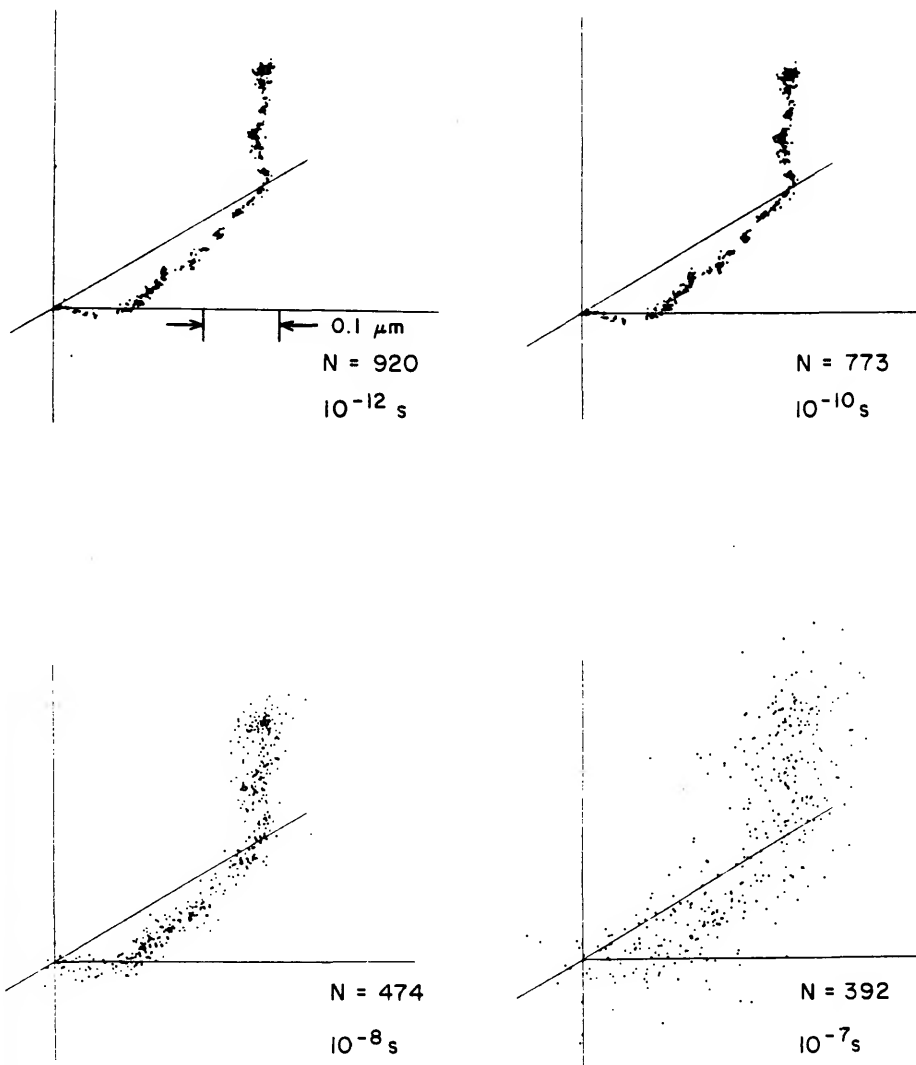 0.1 μm
N = 920
10⁻¹² s
N = 773
10⁻¹⁰ s
N = 474
10⁻⁸ s
N = 392
10⁻⁷ s